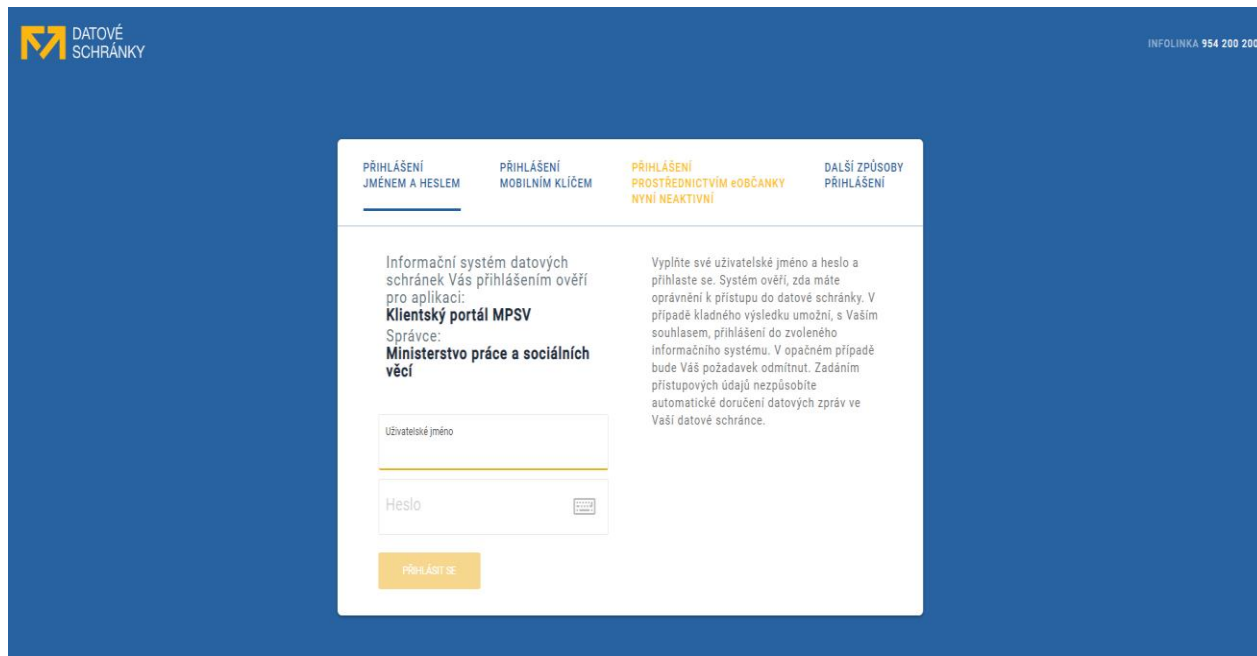 DATOVÉ
SCHRÁNKY
INFOLINKA 954 200 200
PŘIHLÁŠENÍ
JMÉNEM A HESLEM
PŘIHLÁŠENÍ
MOBILNÍM KLÍČEM
PŘIHLÁŠENÍ
PROSTŘEDNICTVÍM eOBČANKY
NYNÍ NEAKTIVNÍ
DALŠÍ ZPŮSOBY
PŘIHLÁŠENÍ
Informační systém datových
schránek Vás přihlášením ověří
pro aplikaci:
Klientský portál MPSV
Správce:
Ministerstvo práce a sociálních
věcí
Uživatelské jméno
Heslo
PŘIHLÁSIT SE
Vyplňte své uživatelské jméno a heslo a
přihlaste se. Systém ověří, zda máte
oprávnění k přístupu do datové schránky. V
případě kladného výsledku umožní, s Vaším
souhlasem, přihlášení do zvoleného
informačního systému. V opačném případě
bude Váš požadavek odmítnut. Zadáním
přístupových údajů nezpůsobíte
automatické doručení datových zpráv ve
Vaší datové schránce.